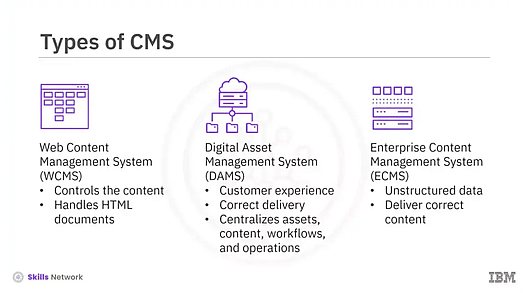 Types of CMS
Web Content
Management System
(WCMS)
• Controls the content
• Handles HTML
documents
Digital Asset
Management System
(DAMS)
• Customer experience
• Correct delivery
• Centralizes assets,
content, workflows,
and operations
Enterprise Content
Management System
(ECMS)
• Unstructured data
• Deliver correct
content
Skills Network
IBM